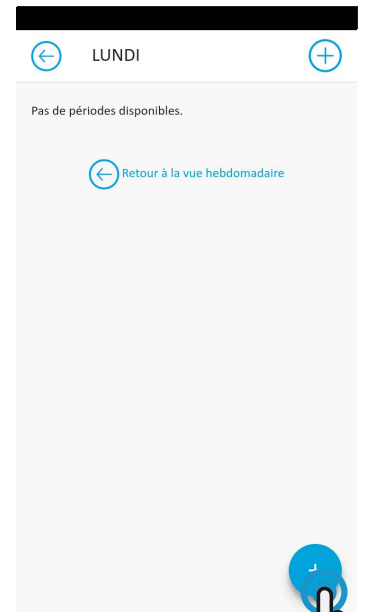 LUNDI
Pas de périodes disponibles.
Retour à la vue hebdomadaire